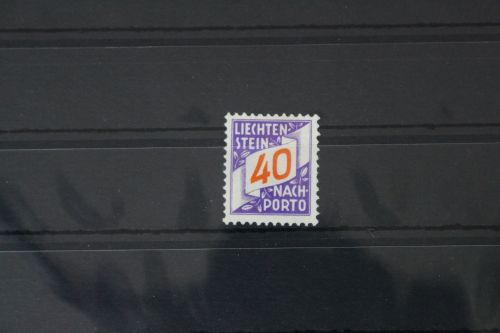 LIECHTEN-
STEIN
40
NACH-
PORTO